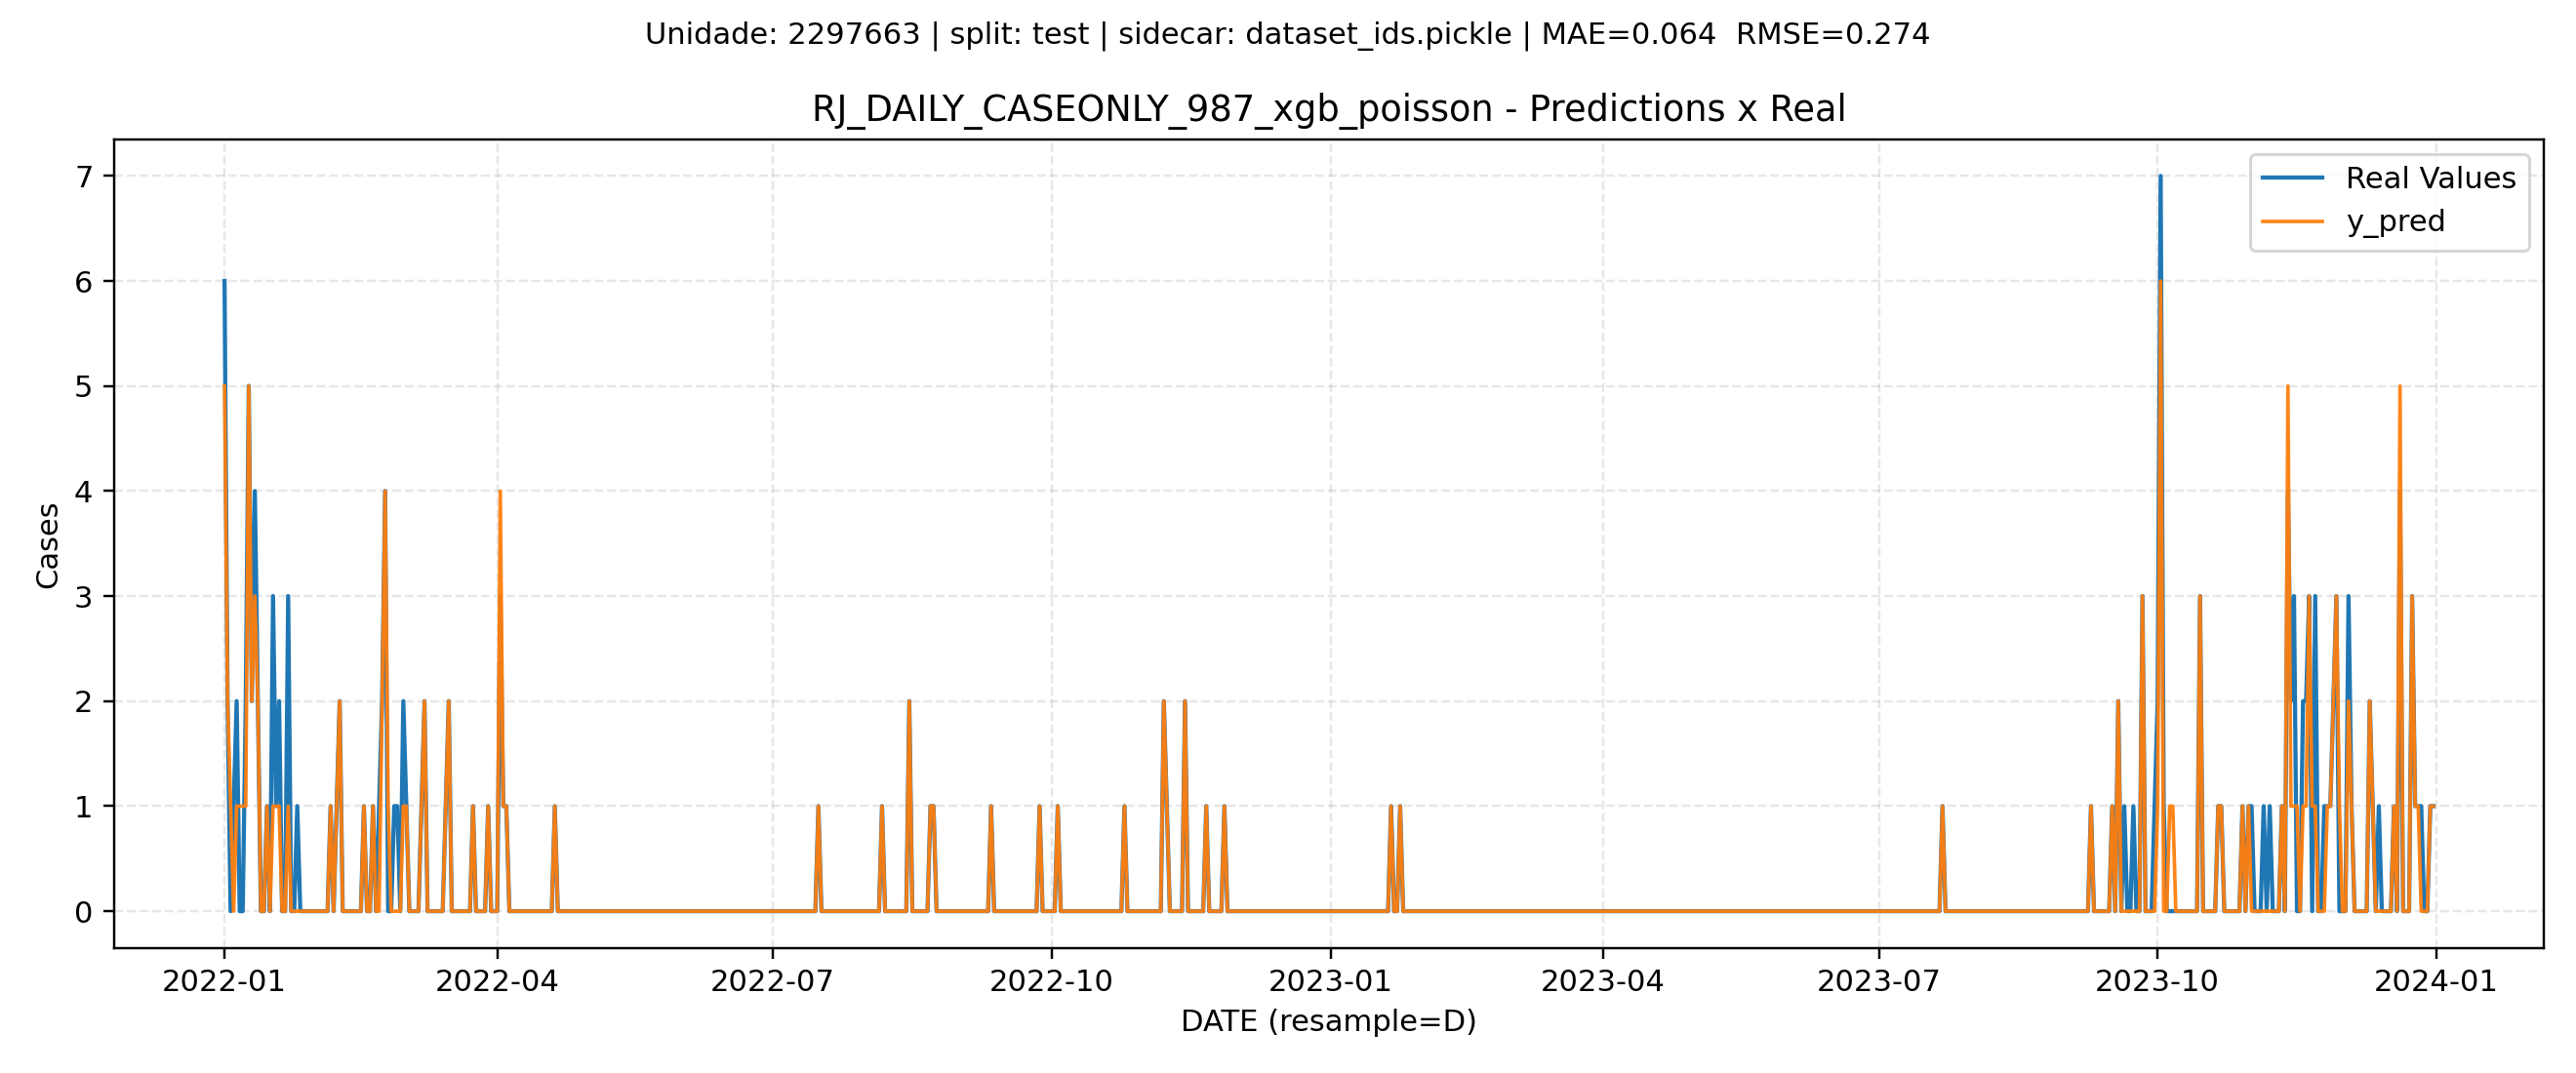 Unidade: 2297663 | split: test | sidecar: dataset_ids.pickle | MAE=0.064  RMSE=0.274
RJ_DAILY_CASEONLY_987_xgb_poisson - Predictions x Real
Real Values
y_pred
7
6
5
4
3
2
1
0
Cases
2022-01 2022-04 2022-07 2022-10 2023-01 2023-04 2023-07 2023-10 2024-01
DATE (resample=D)